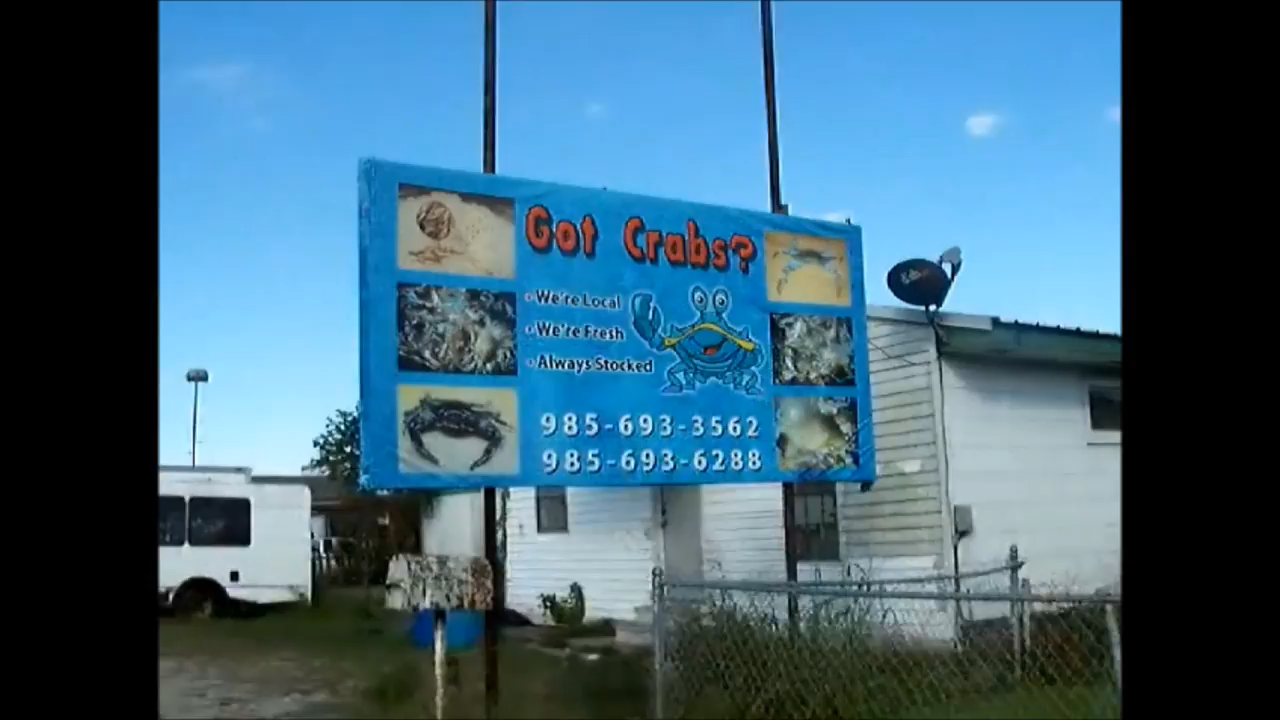 Got Crabs?
• We're Local
• We're Fresh
• Always Stocked
985-693-3562
985-693-6288